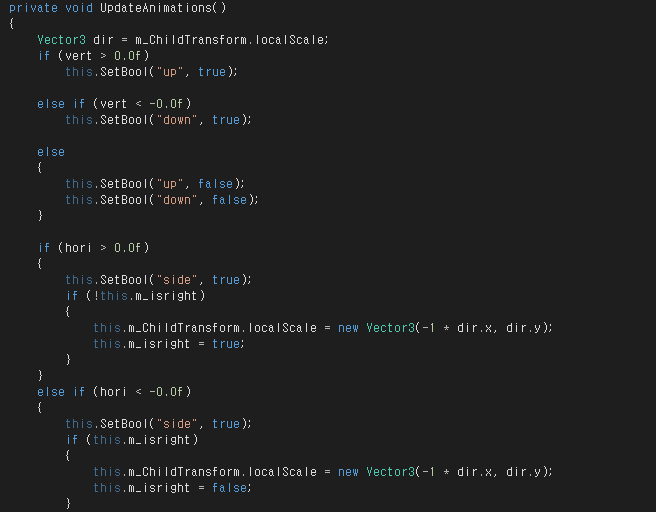 private void UpdateAnimations()
{
    Vector3 dir = m_ChildTransform.localScale;
    if (vert > 0.0f)
        this.SetBool("up", true);

    else if (vert < -0.0f)
        this.SetBool("down", true);

    else
    {
        this.SetBool("up", false);
        this.SetBool("down", false);
    }

    if (hori > 0.0f)
    {
        this.SetBool("side", true);
        if (!this.m_isright)
        {
            this.m_ChildTransform.localScale = new Vector3(-1 * dir.x, dir.y);
            this.m_isright = true;
        }
    }
    else if (hori < -0.0f)
    {
        this.SetBool("side", true);
        if (this.m_isright)
        {
            this.m_ChildTransform.localScale = new Vector3(-1 * dir.x, dir.y);
            this.m_isright = false;
        }